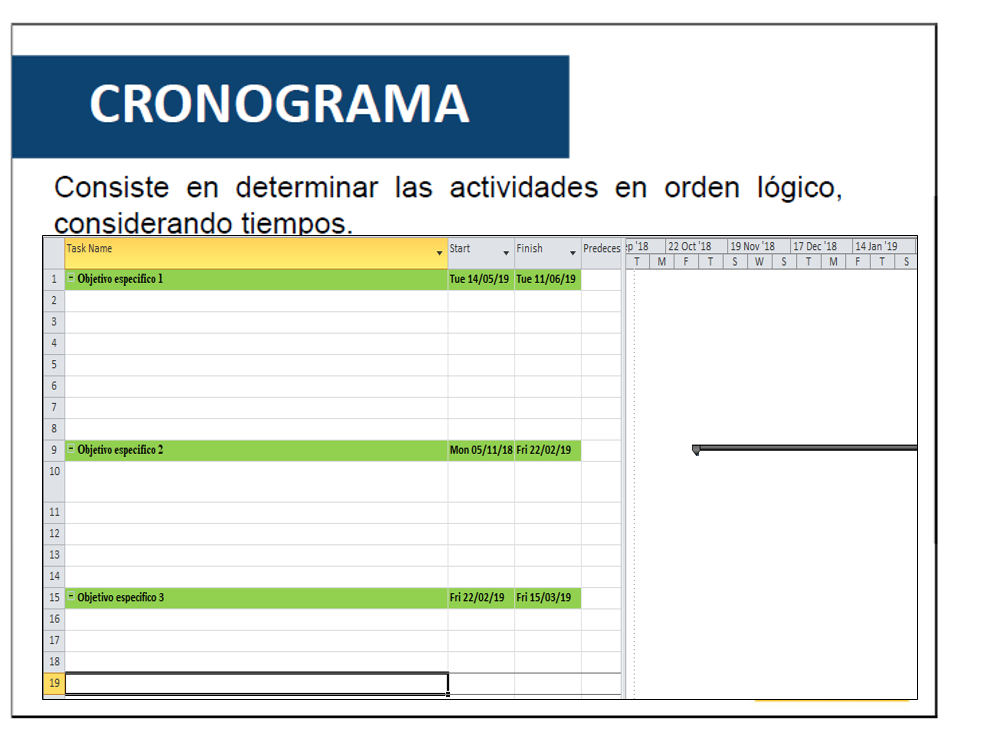 CRONOGRAMA
Consiste en determinar las actividades en orden lógico,
considerando tiempos.
Task Name Start Finish Predeces
p '18 22 Oct '18 19 Nov '18 17 Dec '18 14 Jan '19
T M F T S W S T M F T S
1 Objetivo especifico 1 Tue 14/05/19 Tue 11/06/19
2
3
4
5
6
7
8
9 Objetivo especifico 2 Mon 05/11/18 Fri 22/02/19
10
11
12
13
14
15 Objetivo especifico 3 Fri 22/02/19 Fri 15/03/19
16
17
18
19